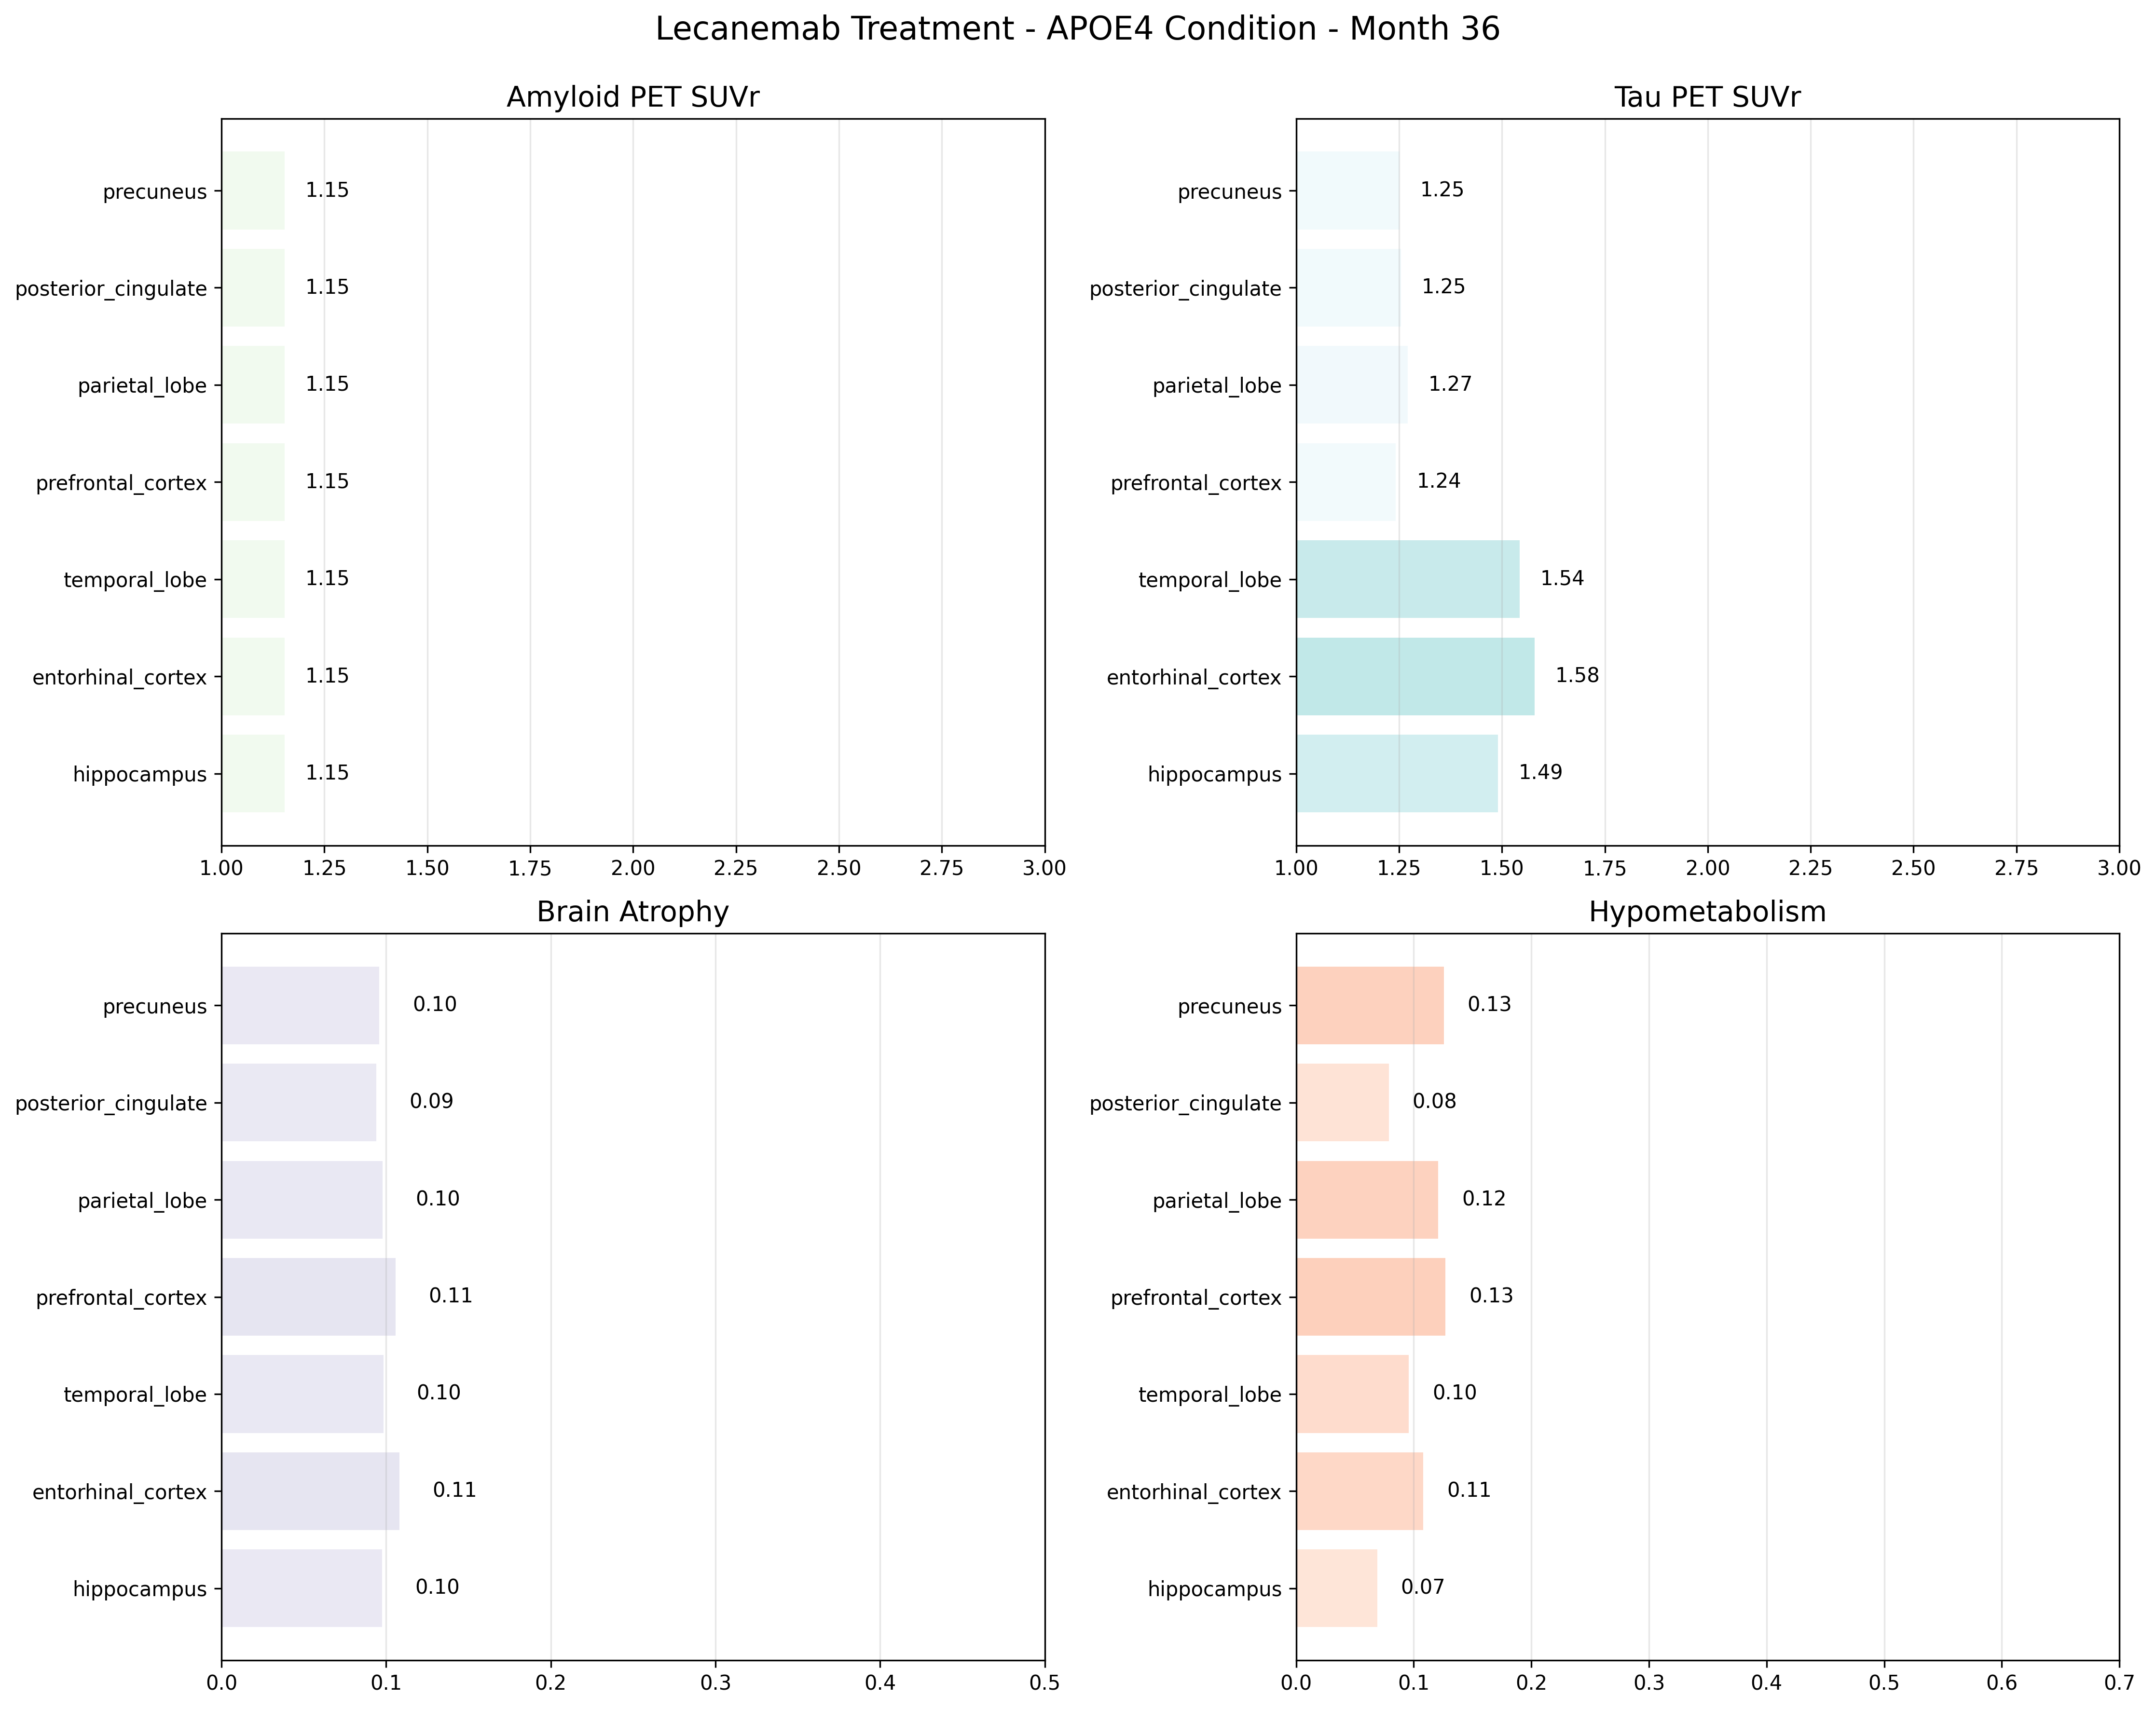 Lecanemab Treatment - APOE4 Condition - Month 36
Amyloid PET SUVr
precuneus 1.15
posterior_cingulate 1.15
parietal_lobe 1.15
prefrontal_cortex 1.15
temporal_lobe 1.15
entorhinal_cortex 1.15
hippocampus 1.15
1.00 1.25 1.50 1.75 2.00 2.25 2.50 2.75 3.00
Tau PET SUVr
precuneus 1.25
posterior_cingulate 1.25
parietal_lobe 1.27
prefrontal_cortex 1.24
temporal_lobe 1.54
entorhinal_cortex 1.58
hippocampus 1.49
1.00 1.25 1.50 1.75 2.00 2.25 2.50 2.75 3.00
Brain Atrophy
precuneus 0.10
posterior_cingulate 0.09
parietal_lobe 0.10
prefrontal_cortex 0.11
temporal_lobe 0.10
entorhinal_cortex 0.11
hippocampus 0.10
0.0 0.1 0.2 0.3 0.4 0.5
Hypometabolism
precuneus 0.13
posterior_cingulate 0.08
parietal_lobe 0.12
prefrontal_cortex 0.13
temporal_lobe 0.10
entorhinal_cortex 0.11
hippocampus 0.07
0.0 0.1 0.2 0.3 0.4 0.5 0.6 0.7